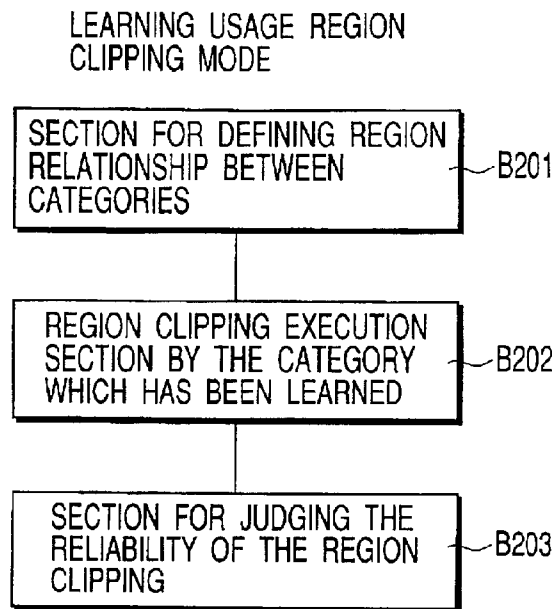 LEARNING USAGE REGION
CLIPPING MODE
SECTION FOR DEFINING REGION
RELATIONSHIP BETWEEN
CATEGORIES
B201
REGION CLIPPING EXECUTION
SECTION BY THE CATEGORY
WHICH HAS BEEN LEARNED
B202
SECTION FOR JUDGING THE
RELIABILITY OF THE REGION
CLIPPING
B203